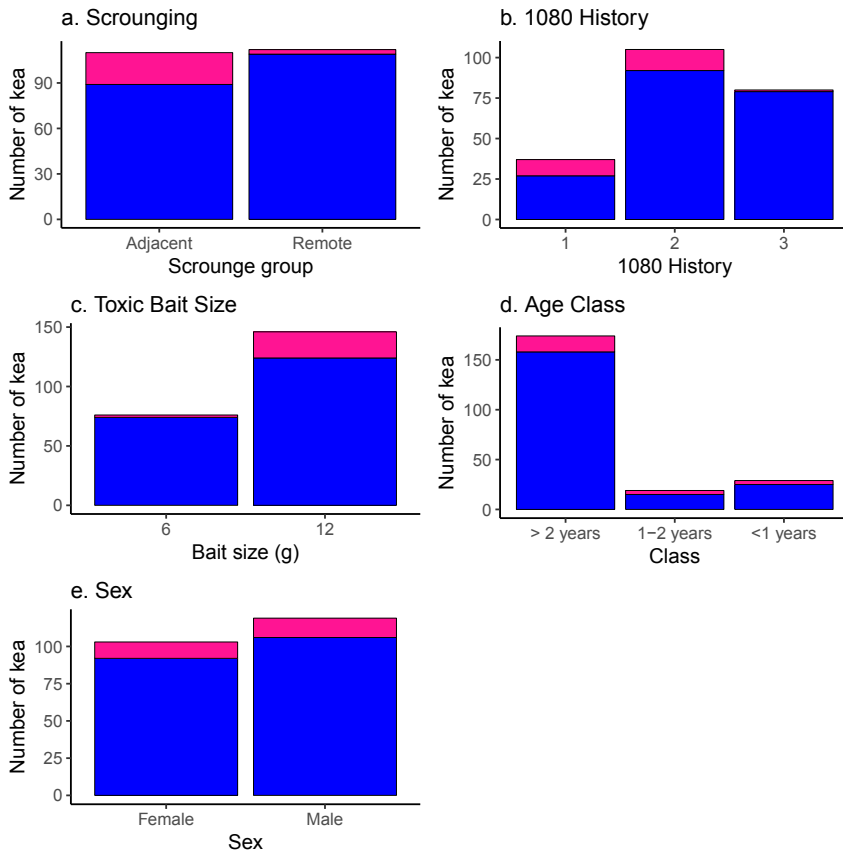 a. Scrounging
Number of kea
90
60
30
0
Adjacent Remote
Scrounge group
b. 1080 History
Number of kea
100
75
50
25
0
1 2 3
1080 History
c. Toxic Bait Size
Number of kea
150
100
50
0
6 12
Bait size (g)
d. Age Class
Number of kea
150
100
50
0
> 2 years 1−2 years <1 years
Class
e. Sex
Number of kea
100
75
50
25
0
Female Male
Sex